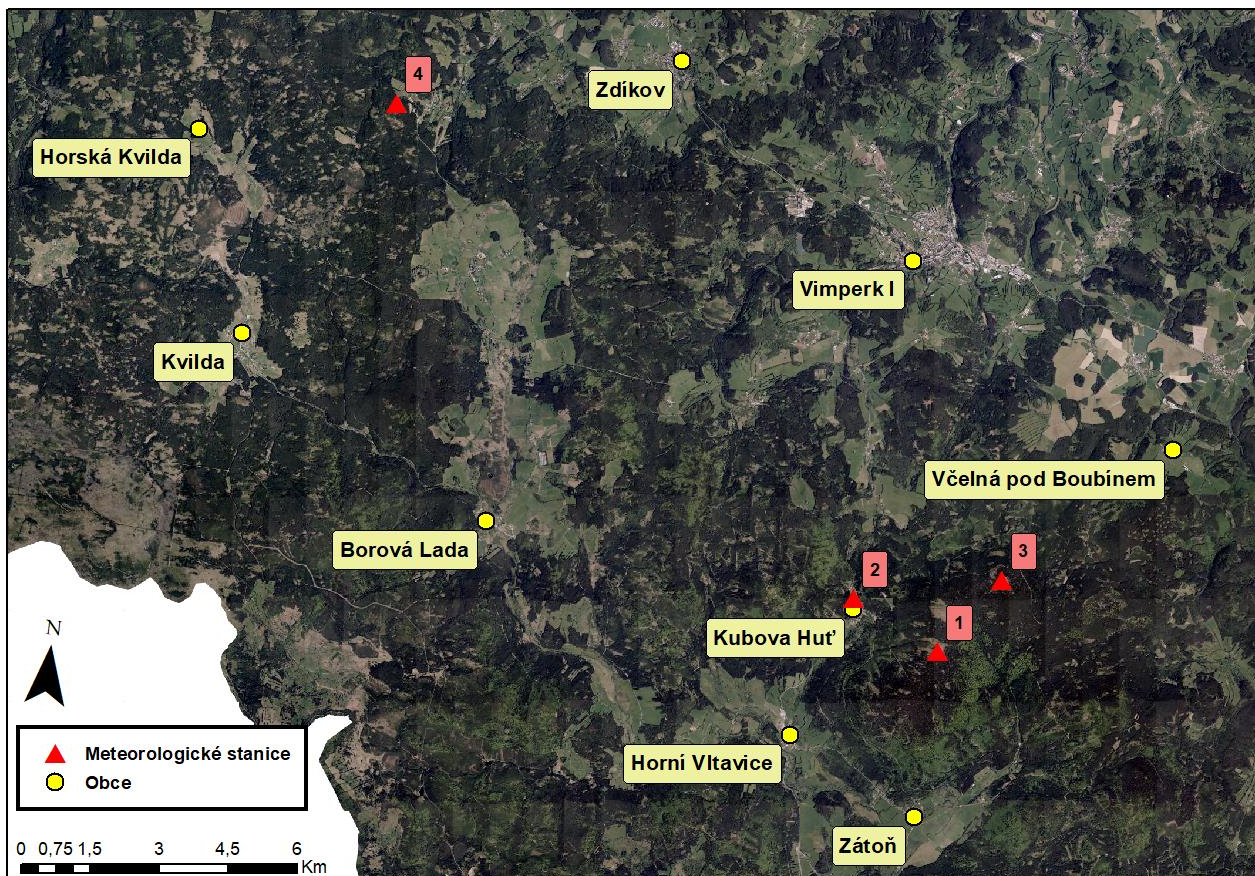 4
Zdíkov
Horská Kvilda
Vimperk I
Kvilda
Včelná pod Boubínem
Borová Lada
3
2
1
Kubova Huť
N
Horní Vltavice
Meteorologické stanice
Obce
Zátoň
0 0,75 1,5 3 4,5 6
Km